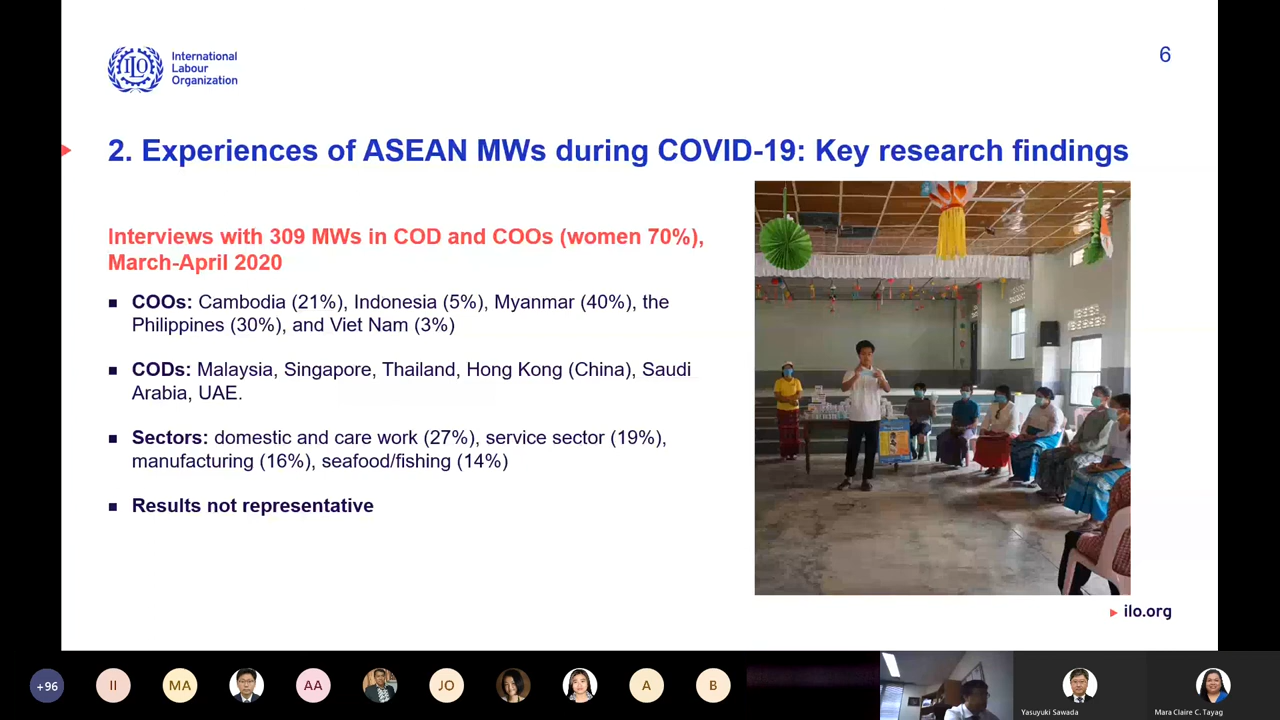 International
Labour
Organization
6
2. Experiences of ASEAN MWs during COVID-19: Key research findings
Interviews with 309 MWs in COD and COOs (women 70%),
March-April 2020
COOs: Cambodia (21%), Indonesia (5%), Myanmar (40%), the
Philippines (30%), and Viet Nam (3%)
CODs: Malaysia, Singapore, Thailand, Hong Kong (China), Saudi
Arabia, UAE.
Sectors: domestic and care work (27%), service sector (19%),
manufacturing (16%), seafood/fishing (14%)
Results not representative
ilo.org
+96
II
MA
AA
JO
A
B
Yasuyuki Sawada
Mara Claire C. Tayag